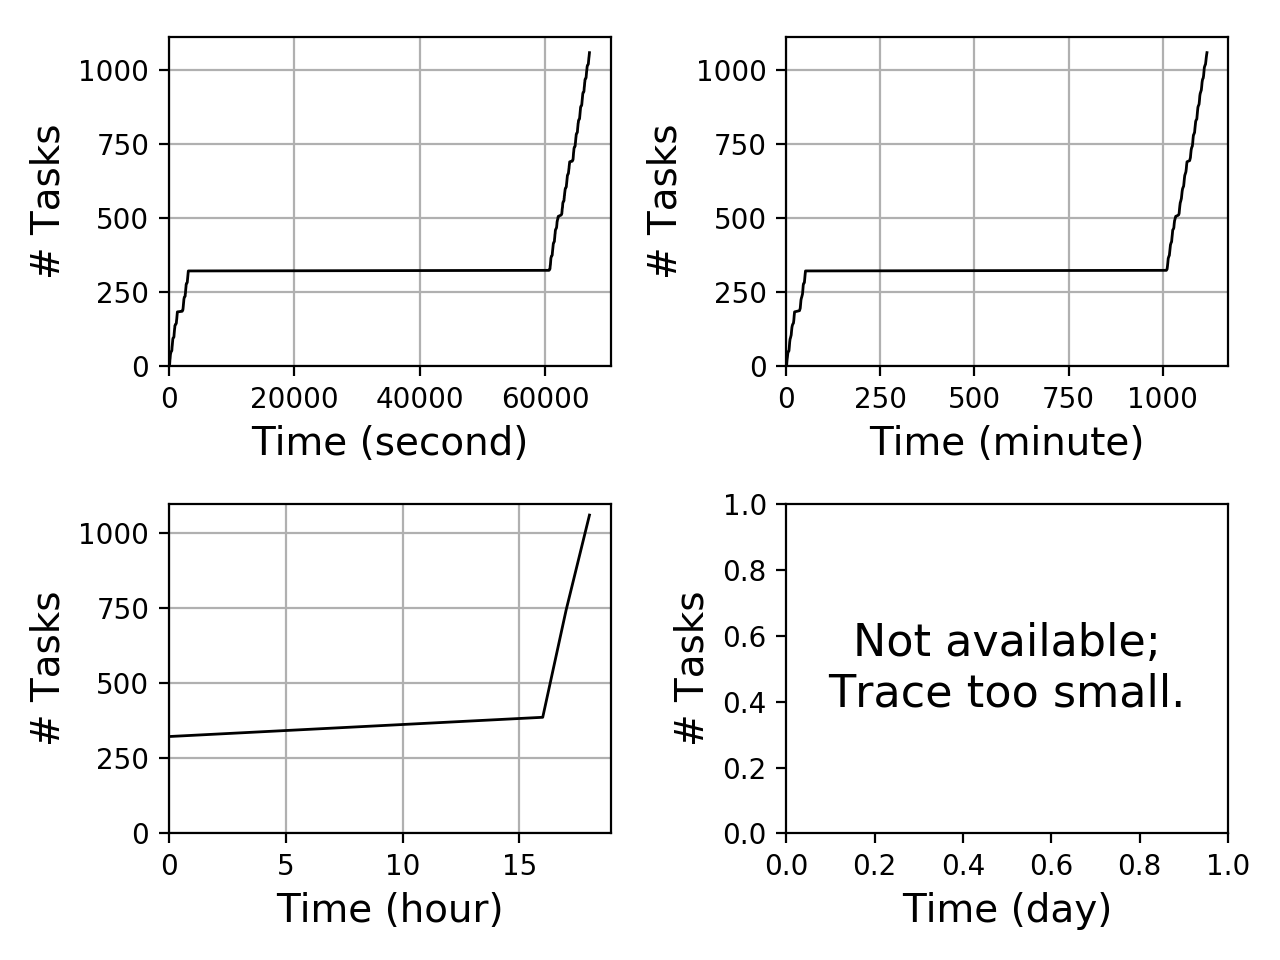 # Tasks
1000
750
500
250
0
0 20000 40000 60000
Time (second)
# Tasks
1000
750
500
250
0
0 250 500 750 1000
Time (minute)
# Tasks
1000
750
500
250
0
0 5 10 15
Time (hour)
# Tasks
1.0
0.8
0.6
0.4
0.2
0.0
Not available;
Trace too small.
0.0 0.2 0.4 0.6 0.8 1.0
Time (day)